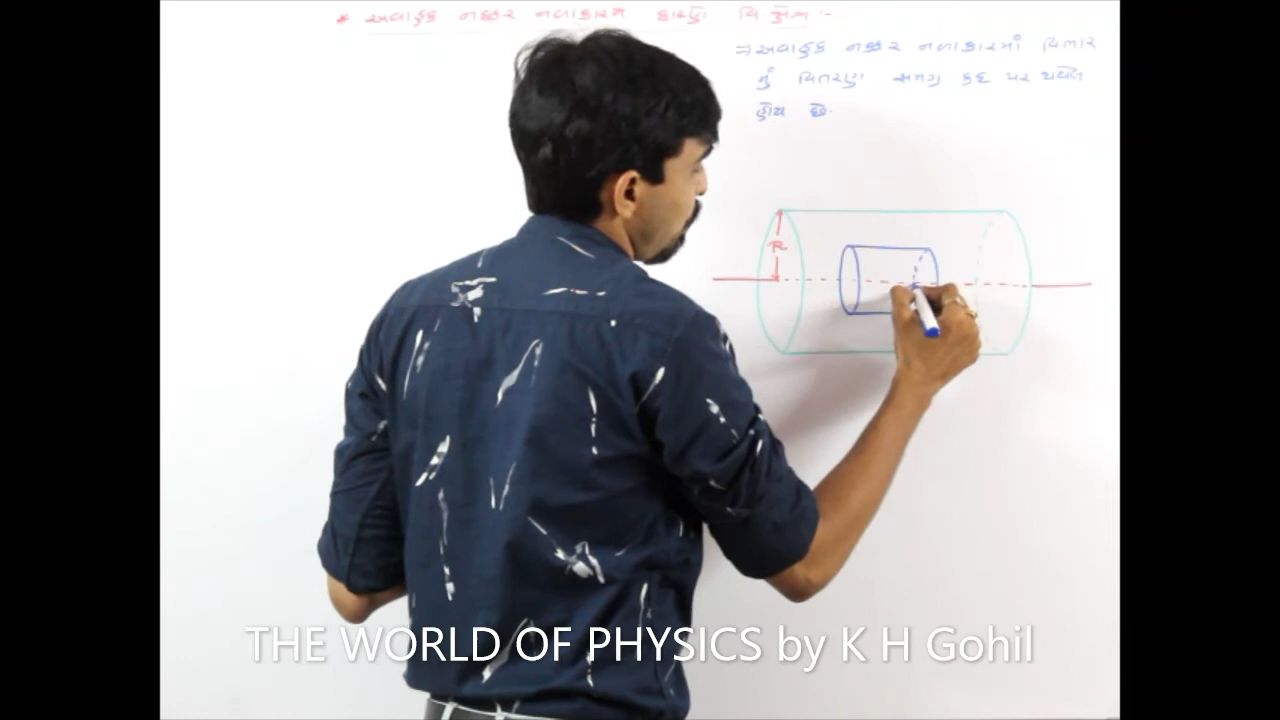 * અવાહક નક્કર નળાકારને કારણે વિ.ક્ષેત્ર :-
⇒ અવાહક નક્કર નળાકારમાં વિભાર
નું વિતરણ સમગ્ર કદ પર થયેલ
હોય છે.
R
THE WORLD OF PHYSICS by K H Gohil